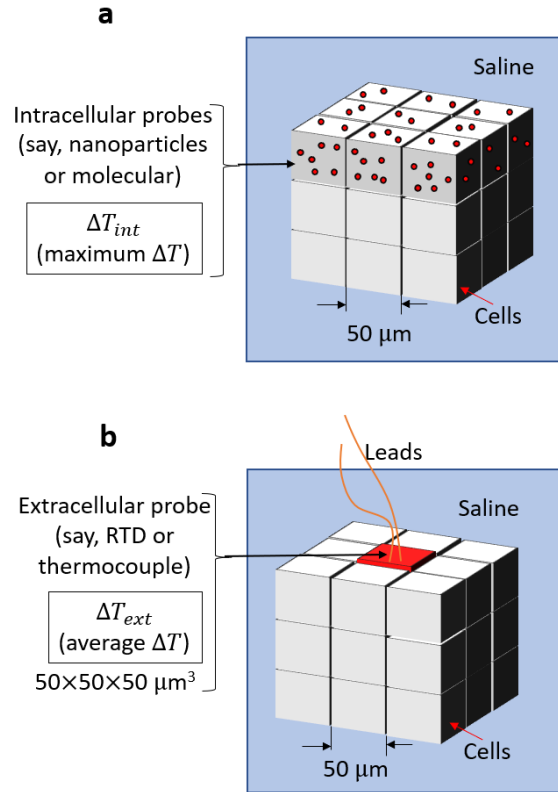 a
Saline
Intracellular probes
(say, nanoparticles
or molecular)
ΔT_int
(maximum ΔT)
50 μm
Cells
b
Leads
Saline
Extracellular probe
(say, RTD or
thermocouple)
ΔT_ext
(average ΔT)
50×50×50 μm³
50 μm
Cells